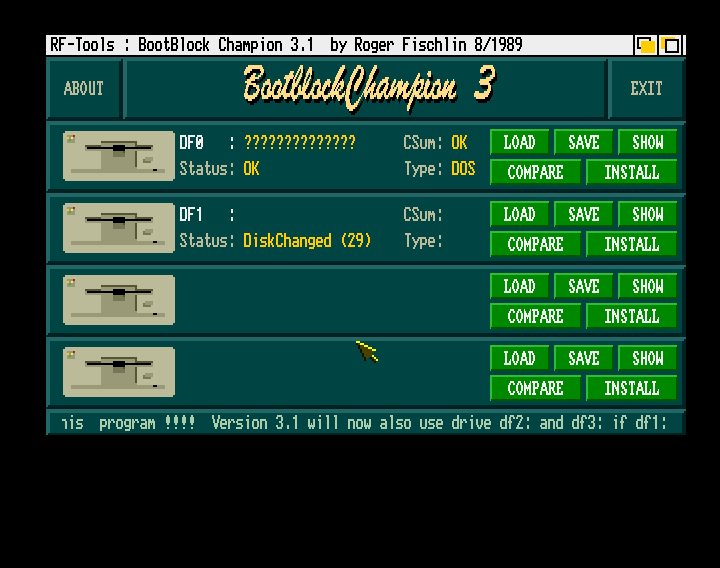 RF-Tools : BootBlock Champion 3.1 by Roger Fischlin 8/1989
ABOUT BootblockChampion 3 EXIT
DF0 : ?????????????? CSum: OK LOAD SAVE SHOW
Status: OK Type: DOS COMPARE INSTALL
DF1 : CSum: LOAD SAVE SHOW
Status: DiskChanged (29) Type: COMPARE INSTALL
LOAD SAVE SHOW
COMPARE INSTALL
LOAD SAVE SHOW
COMPARE INSTALL
program !!!! Version 3.1 will now also use drive df2: and df3: if df1: